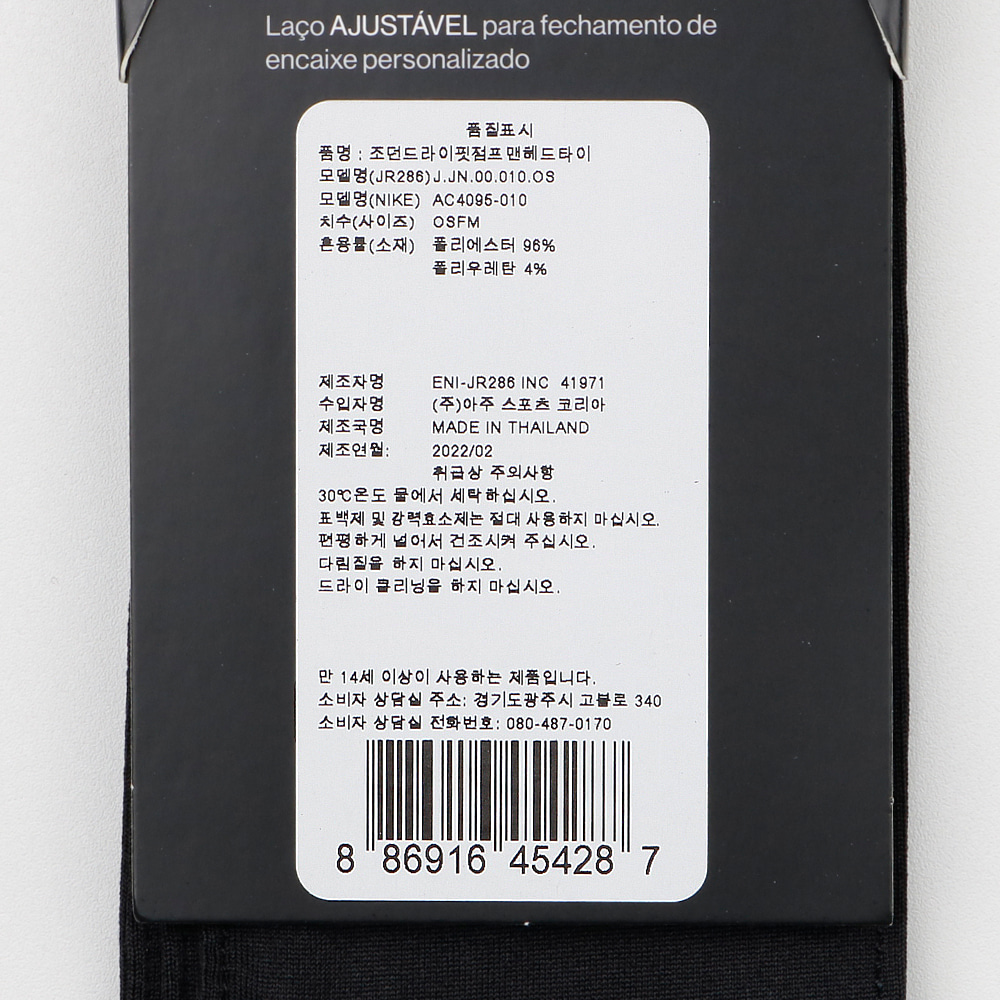 Laço AJUSTÁVEL para fechamento de
encaixe personalizado
품질표시
품명 : 조던드라이핏점프맨헤드타이
모델명(JR286) J.JN.00.010.OS
모델명(NIKE) AC4095-010
치수(사이즈) OSFM
혼용률(소재) 폴리에스터 96%
폴리우레탄 4%
제조자명 ENI-JR286 INC 41971
수입자명 (주)아주 스포츠 코리아
제조국명 MADE IN THAILAND
제조연월: 2022/02
취급상 주의사항
30℃온도 물에서 세탁하십시오.
표백제 및 강력효소제는 절대 사용하지 마십시오.
편평하게 널어서 건조시켜 주십시오.
다림질을 하지 마십시오.
드라이 클리닝을 하지 마십시오.
만 14세 이상이 사용하는 제품입니다.
소비자 상담실 주소: 경기도광주시 고불로 340
소비자 상담실 전화번호: 080-487-0170
8 86916 45428 7